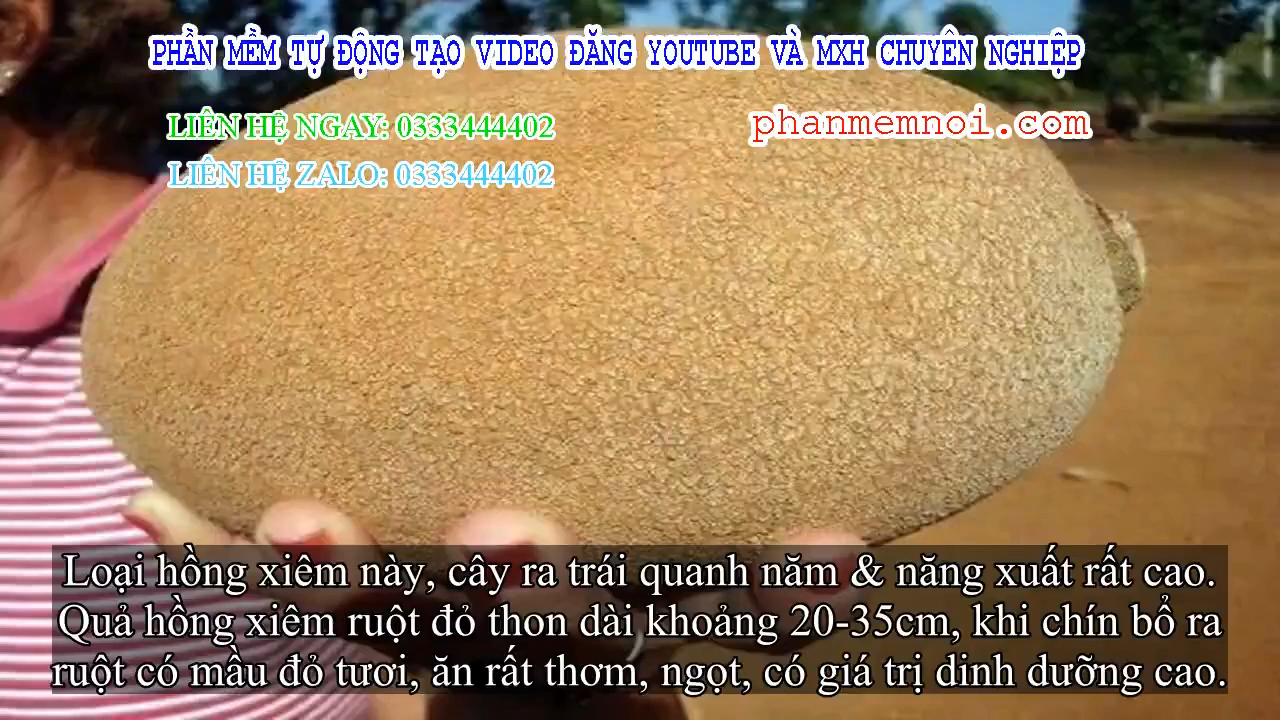 PHẦN MỀM TỰ ĐỘNG TẠO VIDEO ĐĂNG YOUTUBE VÀ MXH CHUYÊN NGHIỆP
LIÊN HỆ NGAY: 0333444402
phanmemnoi.com
LIÊN HỆ ZALO: 0333444402
Loại hồng xiêm này, cây ra trái quanh năm & năng xuất rất cao.
Quả hồng xiêm ruột đỏ thon dài khoảng 20-35cm, khi chín bổ ra
ruột có mầu đỏ tươi, ăn rất thơm, ngọt, có giá trị dinh dưỡng cao.